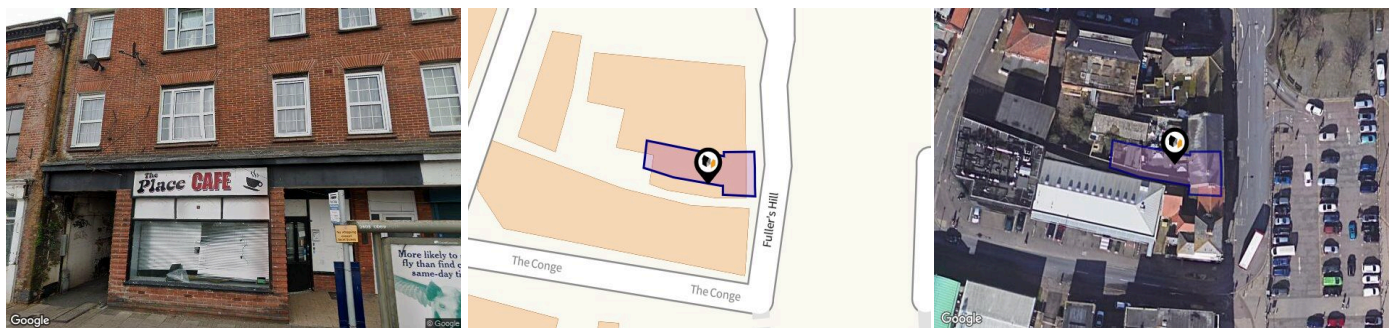 The
Place CAFE
More likely to
fly than find
same-day
Google
© Google
The Conge
The Conge
Fuller's Hill
Google